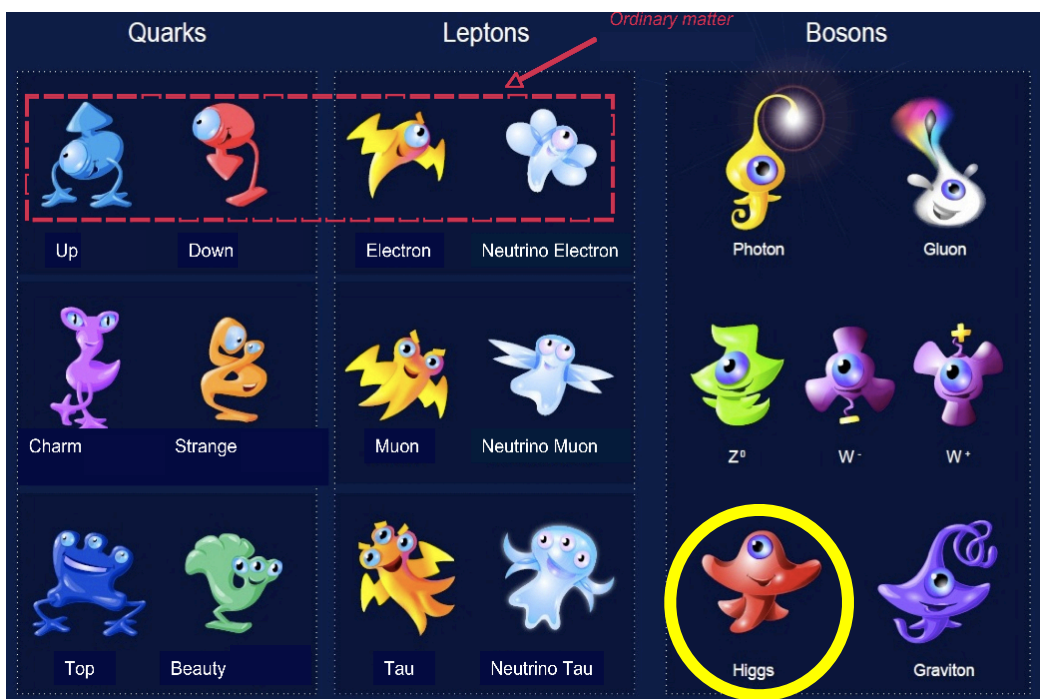 Ordinary matter
Quarks Leptons Bosons
Up Down Electron Neutrino Electron Photon Gluon
Charm Strange Muon Neutrino Muon Z⁰ W⁻ W⁺
Top Beauty Tau Neutrino Tau Higgs Graviton